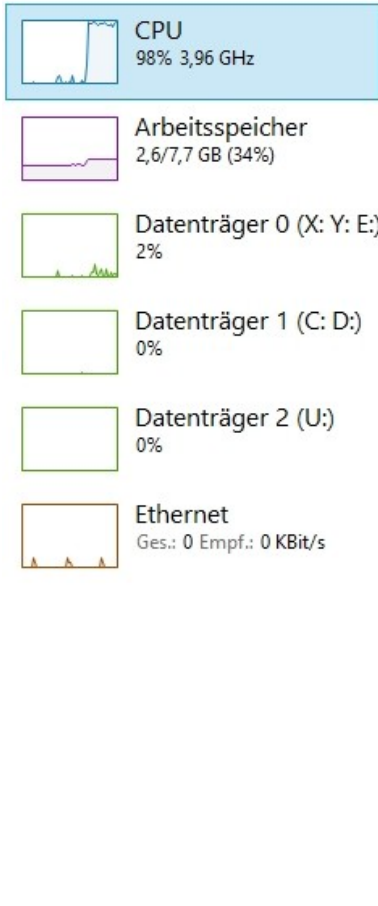 CPU
98% 3,96 GHz
Arbeitsspeicher
2,6/7,7 GB (34%)
Datenträger 0 (X: Y: E:)
2%
Datenträger 1 (C: D:)
0%
Datenträger 2 (U:)
0%
Ethernet
Ges.: 0 Empf.: 0 KBit/s